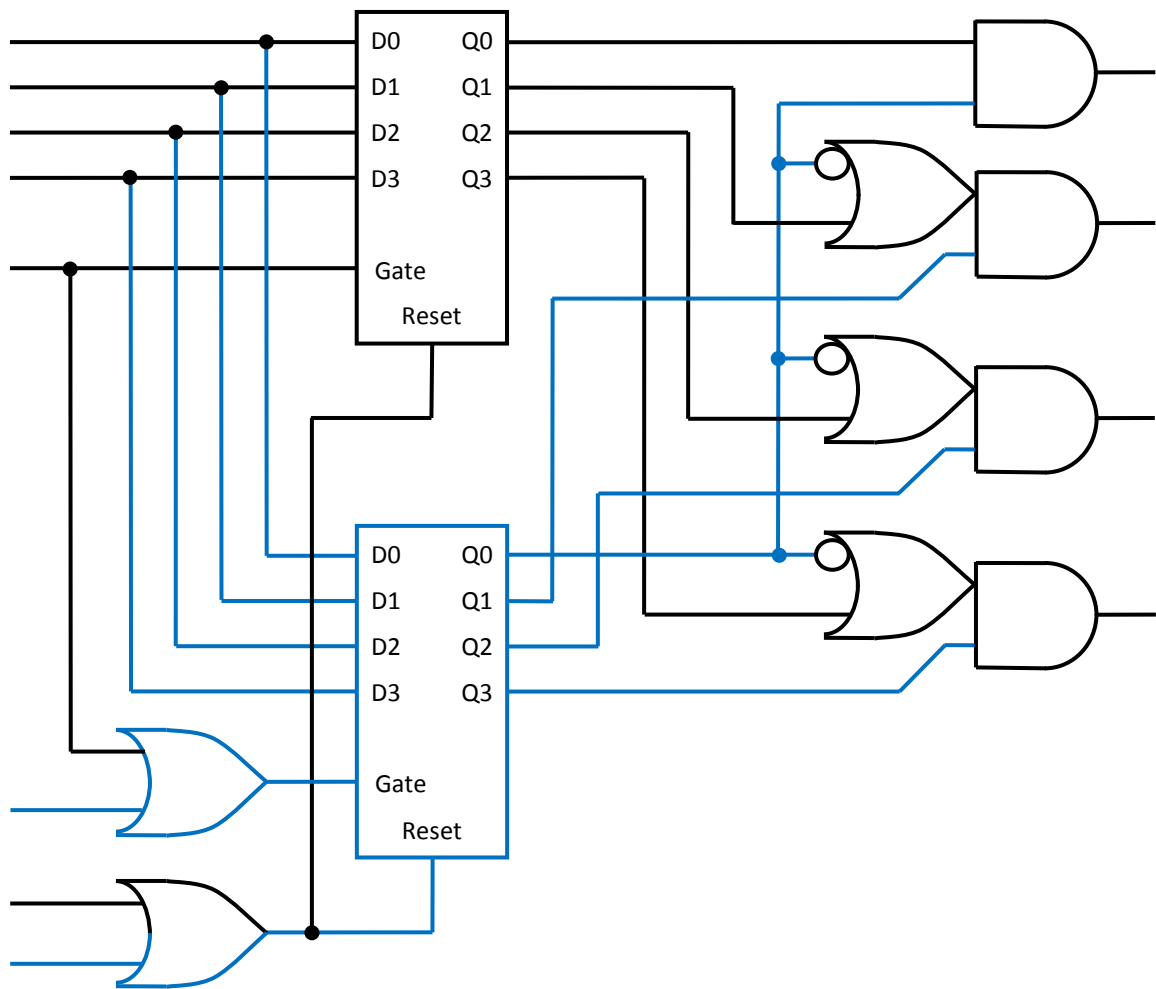 D0 Q0
D1 Q1
D2 Q2
D3 Q3
Gate
Reset
D0 Q0
D1 Q1
D2 Q2
D3 Q3
Gate
Reset